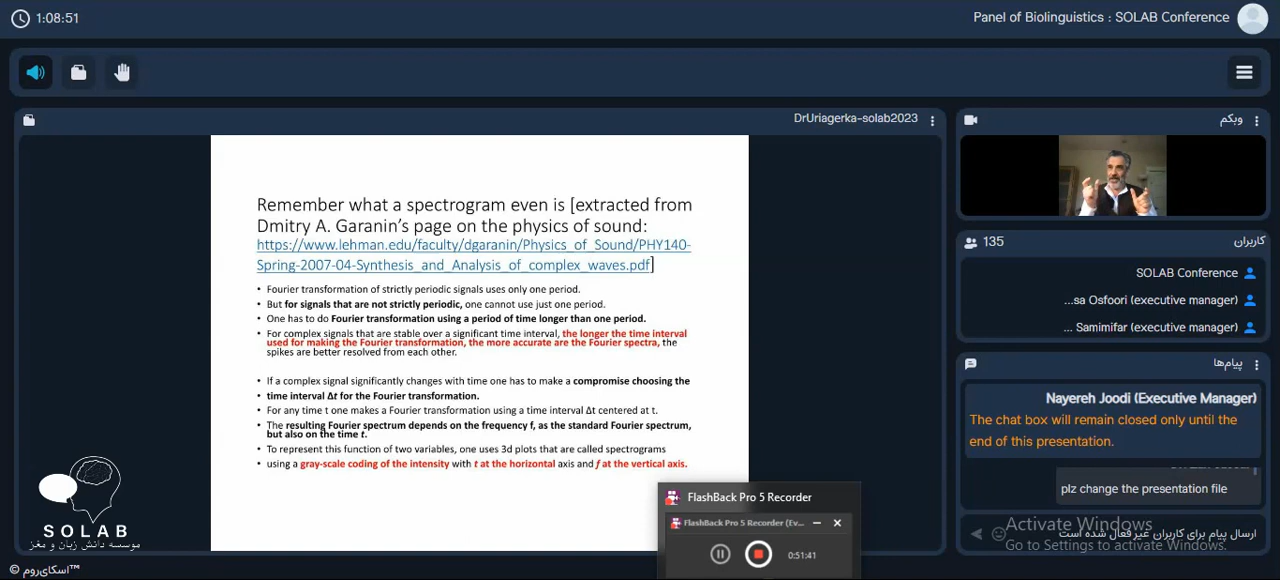 1:08:51
Panel of Biolinguistics : SOLAB Conference
DrUriagerka-solab2023
Remember what a spectrogram even is [extracted from
Dmitry A. Garanin's page on the physics of sound:
https://www.lehman.edu/faculty/dgaranin/Physics_of_Sound/PHY140-
Spring-2007-04-Synthesis_and_Analysis_of_complex_waves.pdf]
• Fourier transformation of strictly periodic signals uses only one period.
• But for signals that are not strictly periodic, one cannot use just one period.
• One has to do Fourier transformation using a period of time longer than one period.
• For complex signals that are stable over a significant time interval, the longer the time interval
used for making the Fourier transformation, the more accurate are the Fourier spectra, the
spikes are better resolved from each other.
• If a complex signal significantly changes with time one has to make a compromise choosing the
• time interval Δt for the Fourier transformation.
• For any time t one makes a Fourier transformation using a time interval Δt centered at t.
• The resulting Fourier spectrum depends on the frequency f, as the standard Fourier spectrum,
but also on the time t.
• To represent this function of two variables, one uses 3d plots that are called spectrograms
• using a gray-scale coding of the intensity with t at the horizontal axis and f at the vertical axis.
SOLAB
موسسه دانش زبان و مغز
اسکای‌روم™ ©
FlashBack Pro 5 Recorder
FlashBack Pro 5 Recorder (Ev...
0:51:41
وبکم
135
کاربران
SOLAB Conference
...sa Osfoori (executive manager)
Samimifar (executive manager) ...
پیام‌ها
Nayereh Joodi (Executive Manager)
The chat box will remain closed only until the
end of this presentation.
plz change the presentation file
ارسال پیام برای کاربران غیر فعال شده است
Activate Windows
Go to Settings to activate Windows.